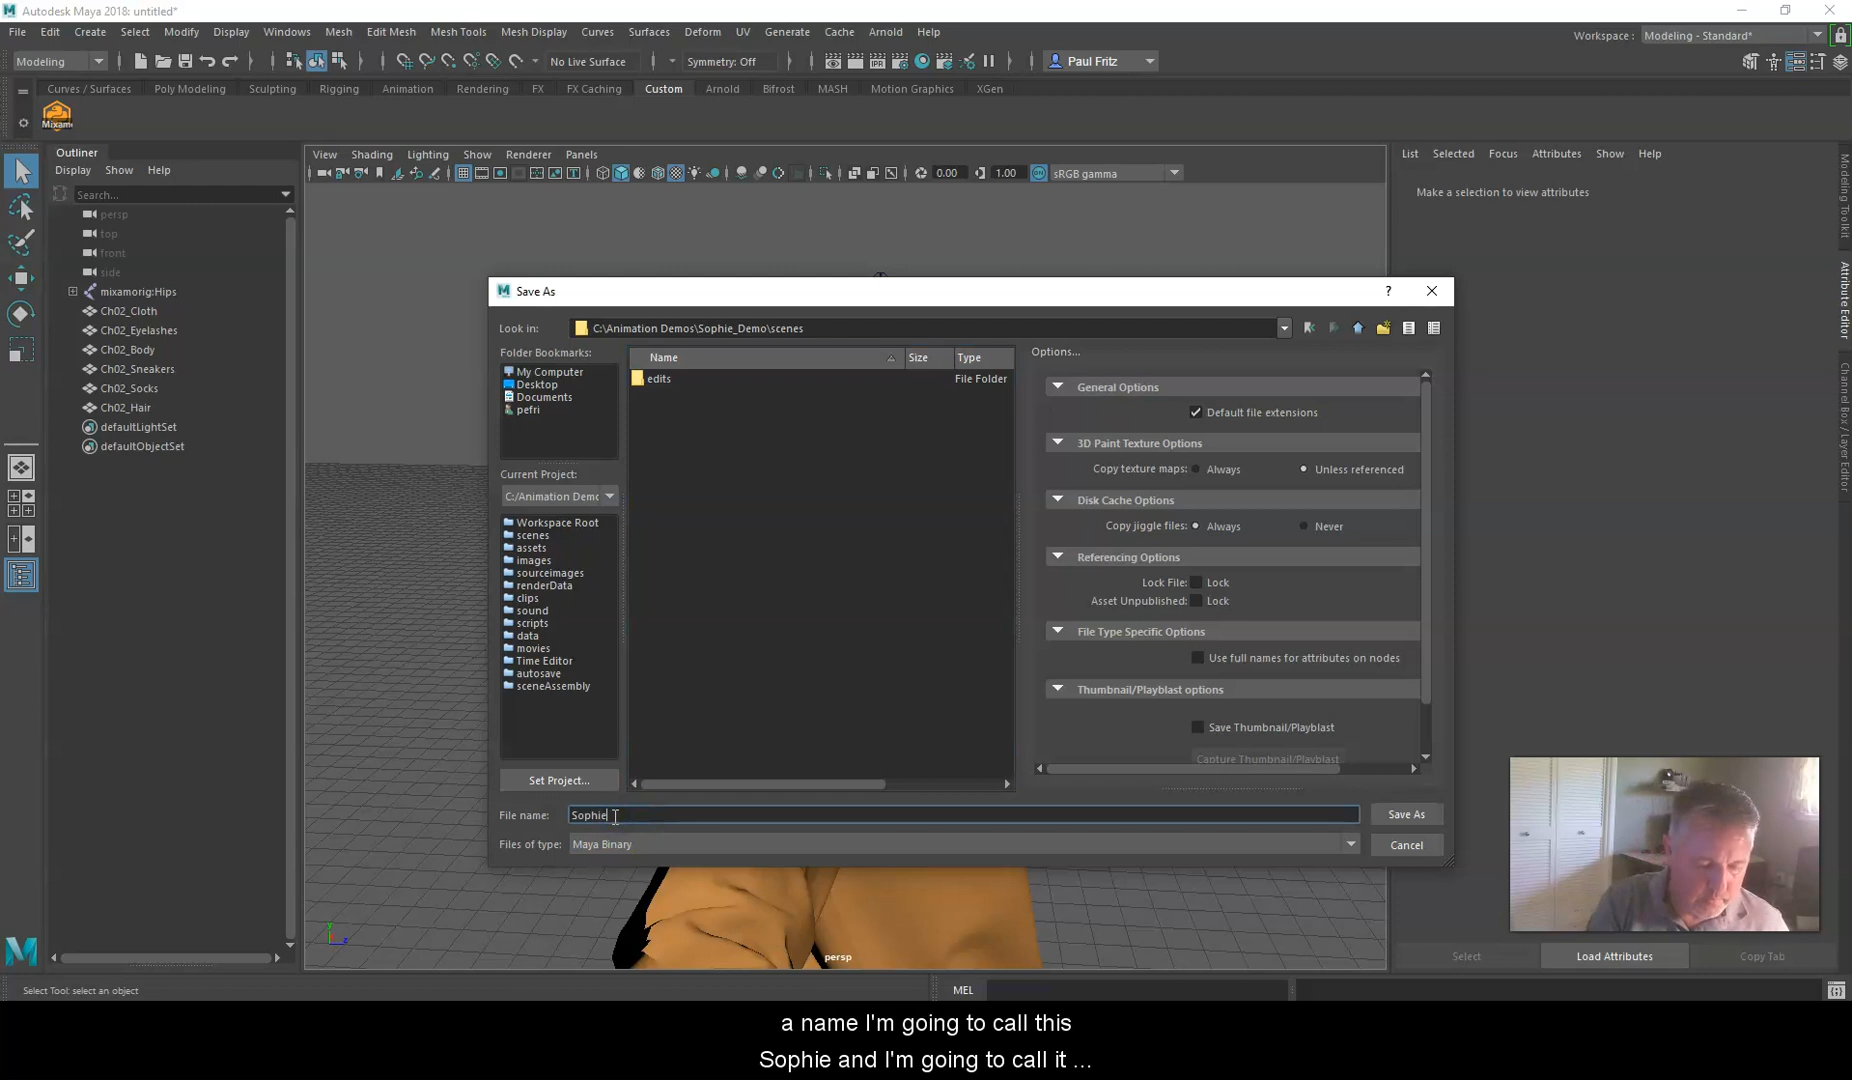 Autodesk Maya 2018: untitled*
File Edit Create Select Modify Display Windows Mesh Edit Mesh Mesh Tools Mesh Display Curves Surfaces Deform UV Generate Cache Arnold Help
Workspace : Modeling - Standard*
Modeling No Live Surface Symmetry: Off Paul Fritz
Curves / Surfaces Poly Modeling Sculpting Rigging Animation Rendering FX FX Caching Custom Arnold Bifrost MASH Motion Graphics XGen
Mixam
Outliner
Display Show Help
Search...
persp
top
front
side
mixamorig:Hips
Ch02_Cloth
Ch02_Eyelashes
Ch02_Body
Ch02_Sneakers
Ch02_Socks
Ch02_Hair
defaultLightSet
defaultObjectSet
View Shading Lighting Show Renderer Panels
0.00 1.00 ON sRGB gamma
List Selected Focus Attributes Show Help
Make a selection to view attributes
Modeling Toolkit
Attribute Editor
Channel Box / Layer Editor
Save As
Look in: C:\Animation Demos\Sophie_Demo\scenes
Folder Bookmarks:
My Computer
Desktop
Documents
pefri
Current Project:
C:/Animation Demc
Workspace Root
scenes
assets
images
sourceimages
renderData
clips
sound
scripts
data
movies
Time Editor
autosave
sceneAssembly
Set Project...
Name Size Type
edits File Folder
Options...
General Options
Default file extensions
3D Paint Texture Options
Copy texture maps: Always Unless referenced
Disk Cache Options
Copy jiggle files: Always Never
Referencing Options
Lock File: Lock
Asset Unpublished: Lock
File Type Specific Options
Use full names for attributes on nodes
Thumbnail/Playblast options
Save Thumbnail/Playblast
Capture Thumbnail/Playblast
File name: Sophie Save As
Files of type: Maya Binary Cancel
persp
y
z
Select Load Attributes Copy Tab
Select Tool: select an object
MEL
a name I'm going to call this
Sophie and I'm going to call it ...